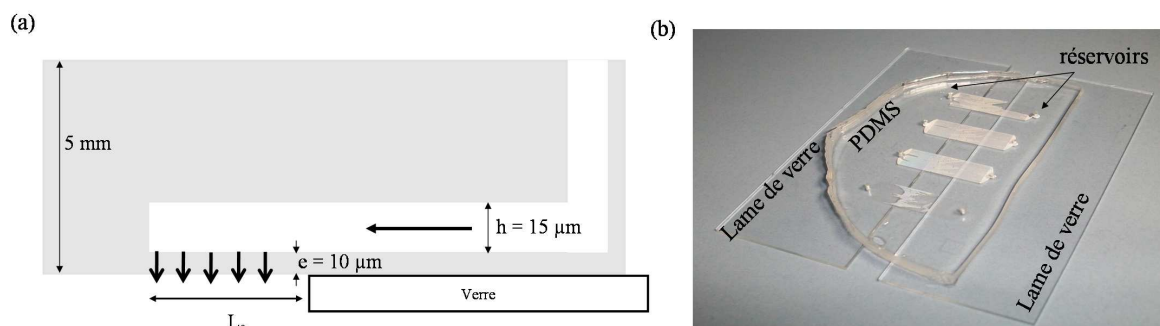 (a)
5 mm
h = 15 µm
e = 10 µm
Verre
(b)
réservoirs
PDMS
Lame de verre
Lame de verre